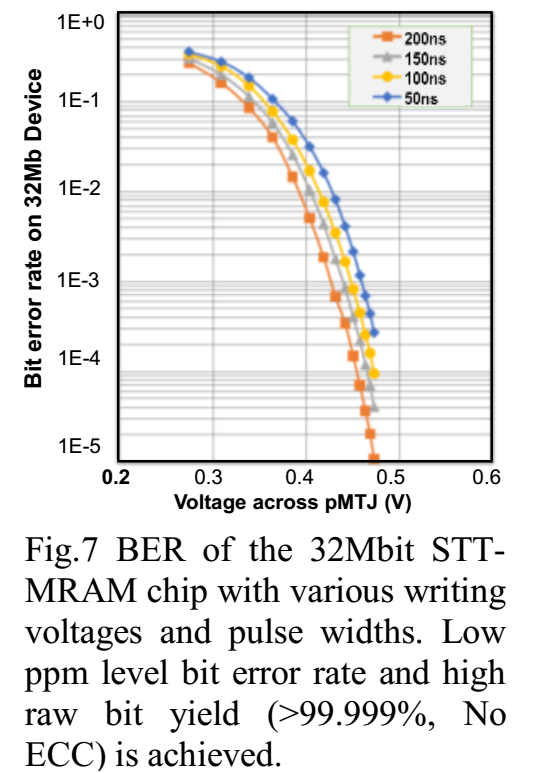 1E+0
1E-1
1E-2
1E-3
1E-4
1E-5
Bit error rate on 32Mb Device
200ns
150ns
100ns
50ns
0.2 0.3 0.4 0.5 0.6
Voltage across pMTJ (V)
Fig.7 BER of the 32Mbit STT-
MRAM chip with various writing
voltages and pulse widths. Low
ppm level bit error rate and high
raw bit yield (>99.999%, No
ECC) is achieved.